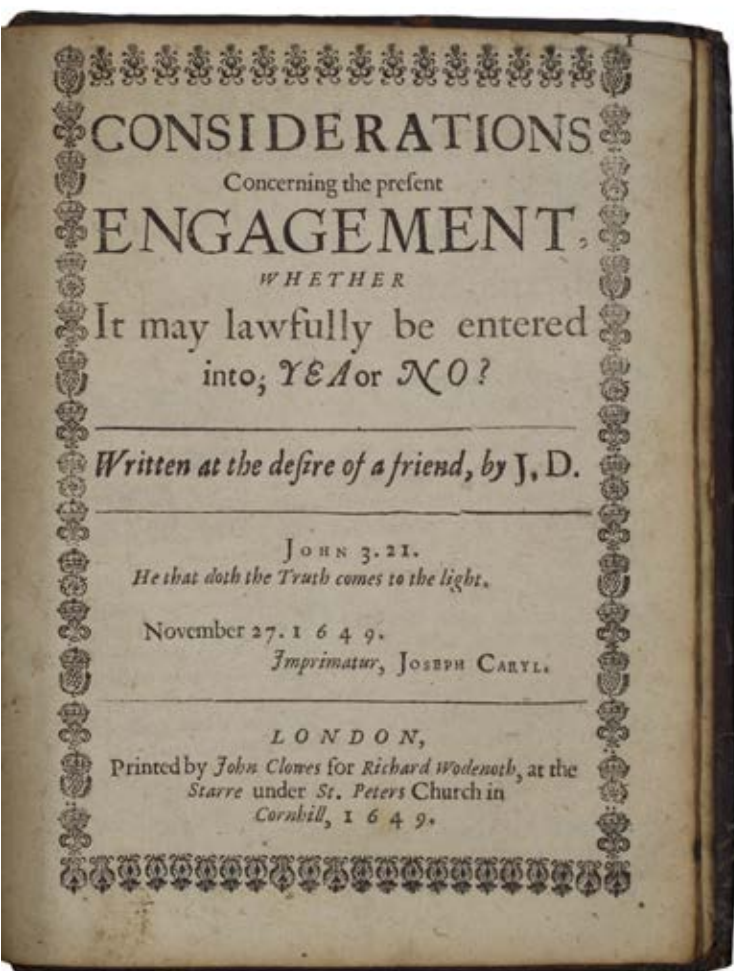 1
CONSIDERATIONS
Concerning the preſent
ENGAGEMENT,
WHETHER
It may lawfully be entered
into; YEA or NO?
Written at the deſire of a friend, by J. D.
JOHN 3. 21.
He that doth the Truth comes to the light.
November 27. 1649.
Imprimatur, JOSEPH CARYL.
LONDON,
Printed by John Clowes for Richard Wodenoth, at the
Starre under St. Peters Church in
Cornhill, 1649.